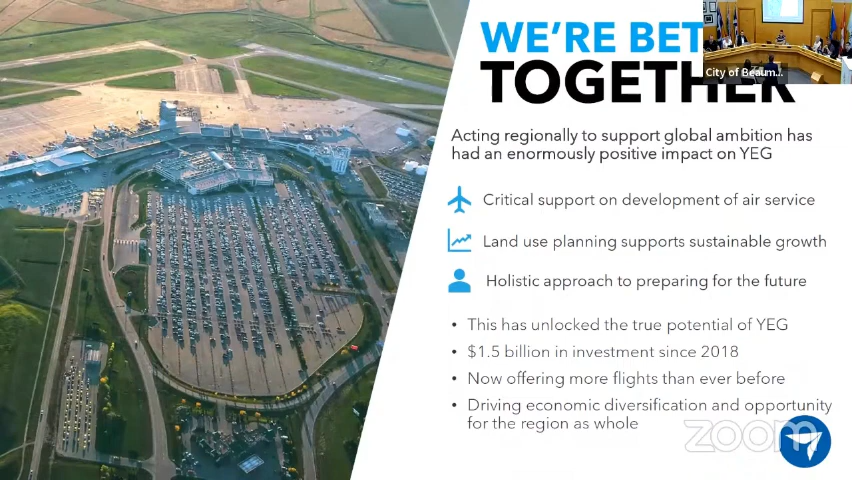 WE'RE BET
TOGETHER
City of Beaum...
Acting regionally to support global ambition has
had an enormously positive impact on YEG
Critical support on development of air service
Land use planning supports sustainable growth
Holistic approach to preparing for the future
• This has unlocked the true potential of YEG
• $1.5 billion in investment since 2018
• Now offering more flights than ever before
• Driving economic diversification and opportunity
for the region as whole
zoom